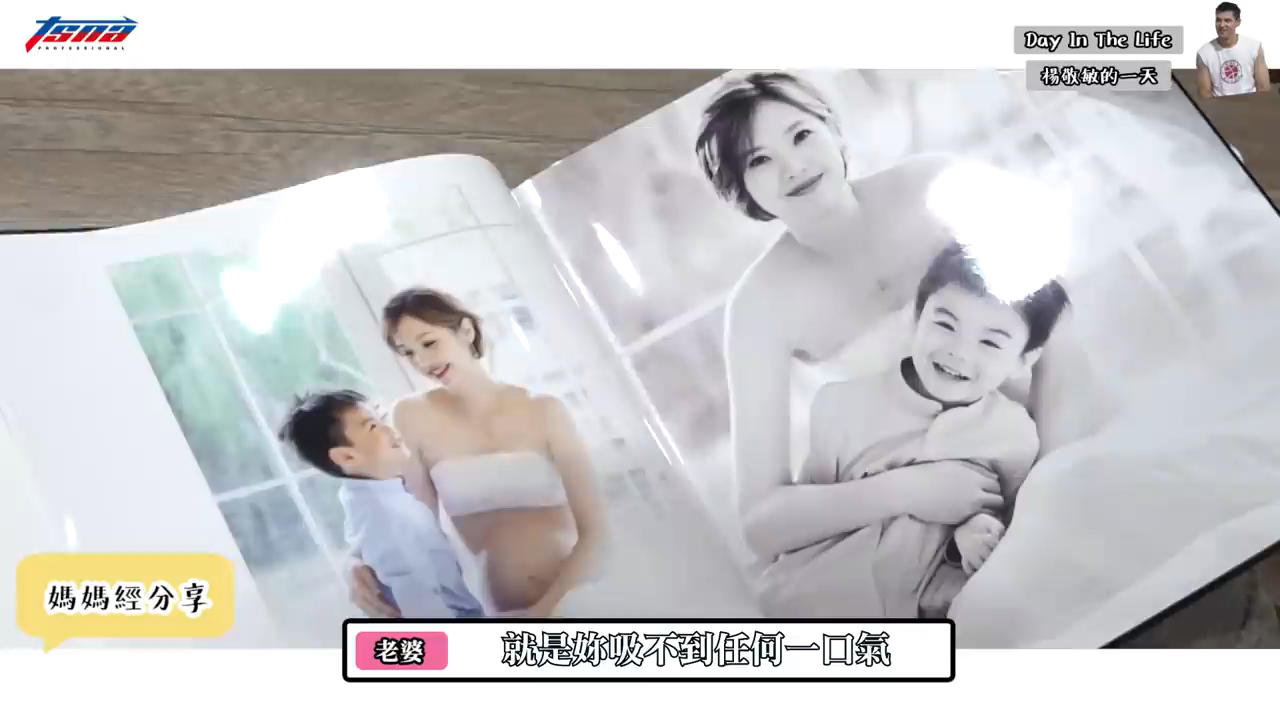 tsna
PROFESSIONAL
Day In The Life
楊敬敏的一天
媽媽經分享
老婆 就是妳吸不到任何一口氣